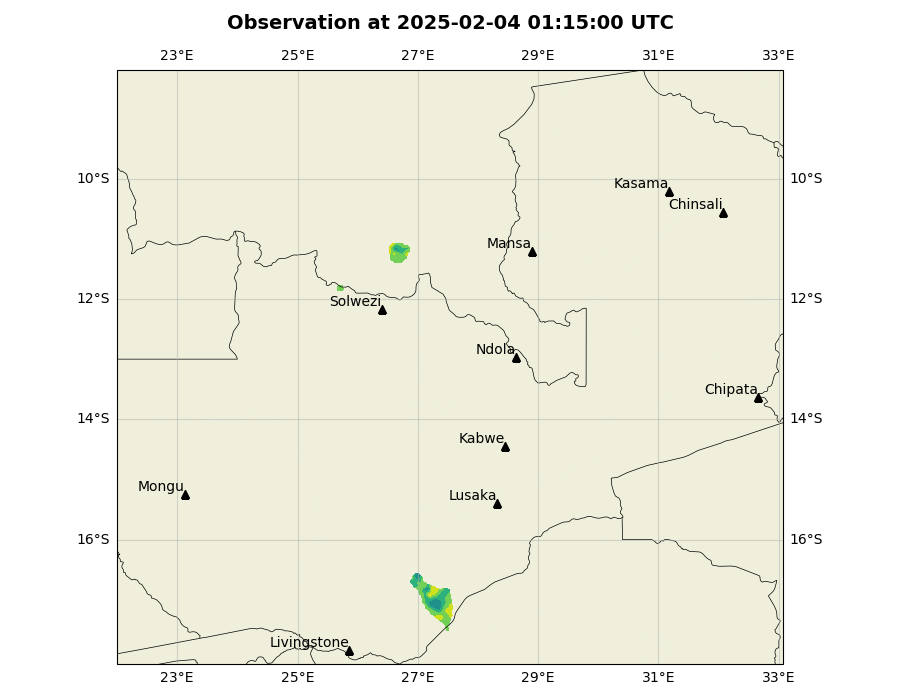 Observation at 2025-02-04 01:15:00 UTC
23°E 25°E 27°E 29°E 31°E 33°E
10°S 10°S
Kasama
Chinsali
Mansa
12°S 12°S
Solwezi
Ndola
Chipata
14°S 14°S
Kabwe
Mongu
Lusaka
16°S 16°S
Livingstone
23°E 25°E 27°E 29°E 31°E 33°E